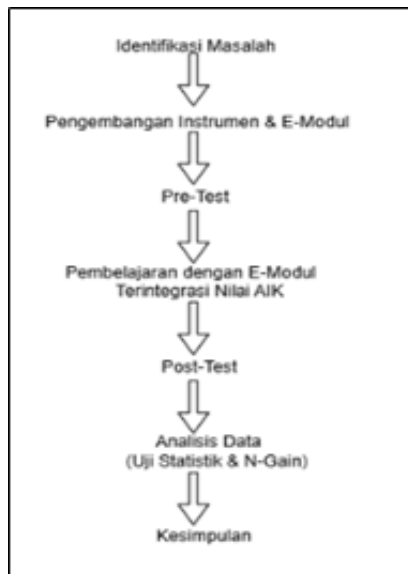 Identifikasi Masalah
Pengembangan Instrumen & E-Modul
Pre-Test
Pembelajaran dengan E-Modul
Terintegrasi Nilai AIK
Post-Test
Analisis Data
(Uji Statistik & N-Gain)
Kesimpulan